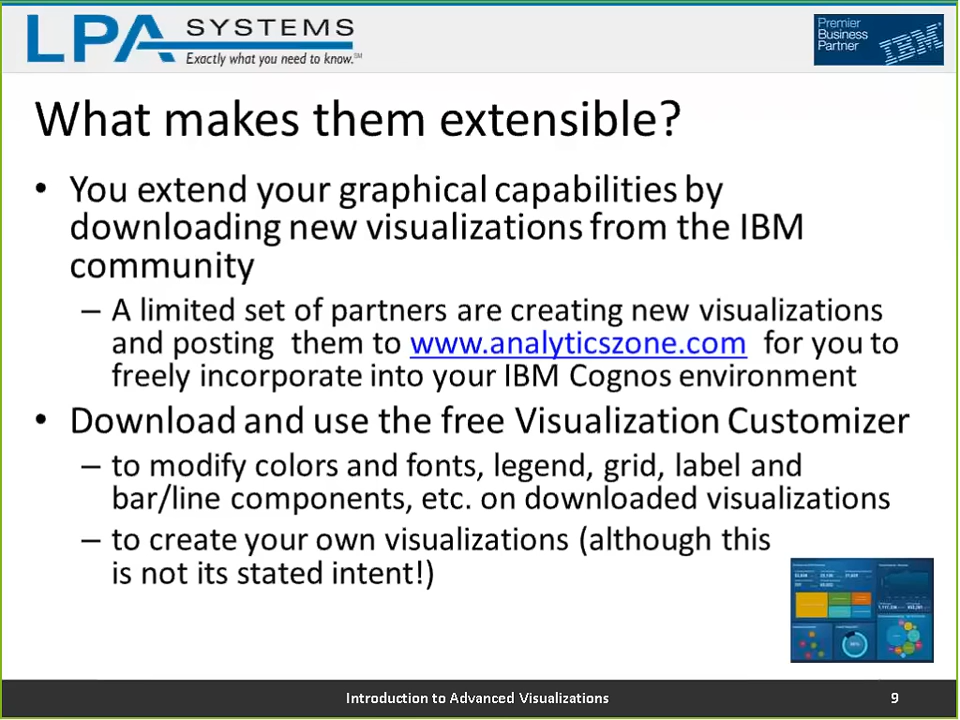 LPA SYSTEMS
Exactly what you need to know.℠
Premier
Business
Partner
IBM
What makes them extensible?
• You extend your graphical capabilities by
downloading new visualizations from the IBM
community
– A limited set of partners are creating new visualizations
and posting them to www.analyticszone.com for you to
freely incorporate into your IBM Cognos environment
• Download and use the free Visualization Customizer
– to modify colors and fonts, legend, grid, label and
bar/line components, etc. on downloaded visualizations
– to create your own visualizations (although this
is not its stated intent!)
Introduction to Advanced Visualizations
9